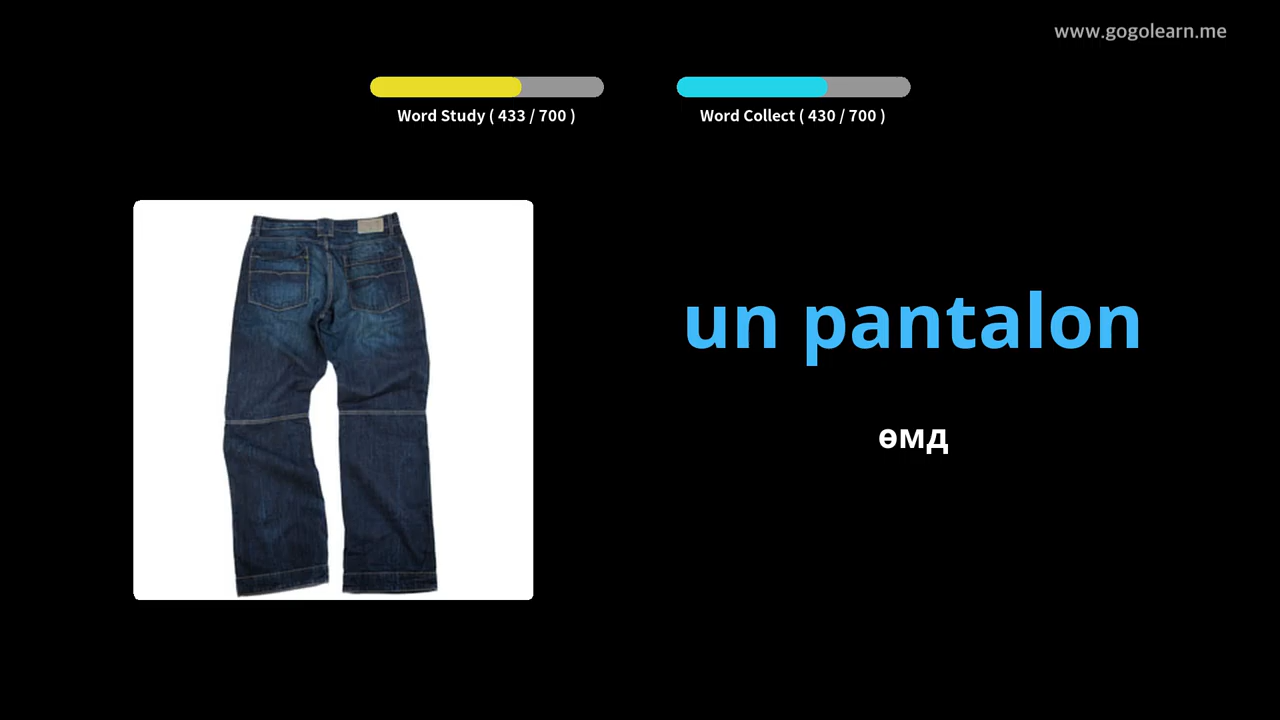 www.gogolearn.me
Word Study ( 433 / 700 )
Word Collect ( 430 / 700 )
un pantalon
өмд